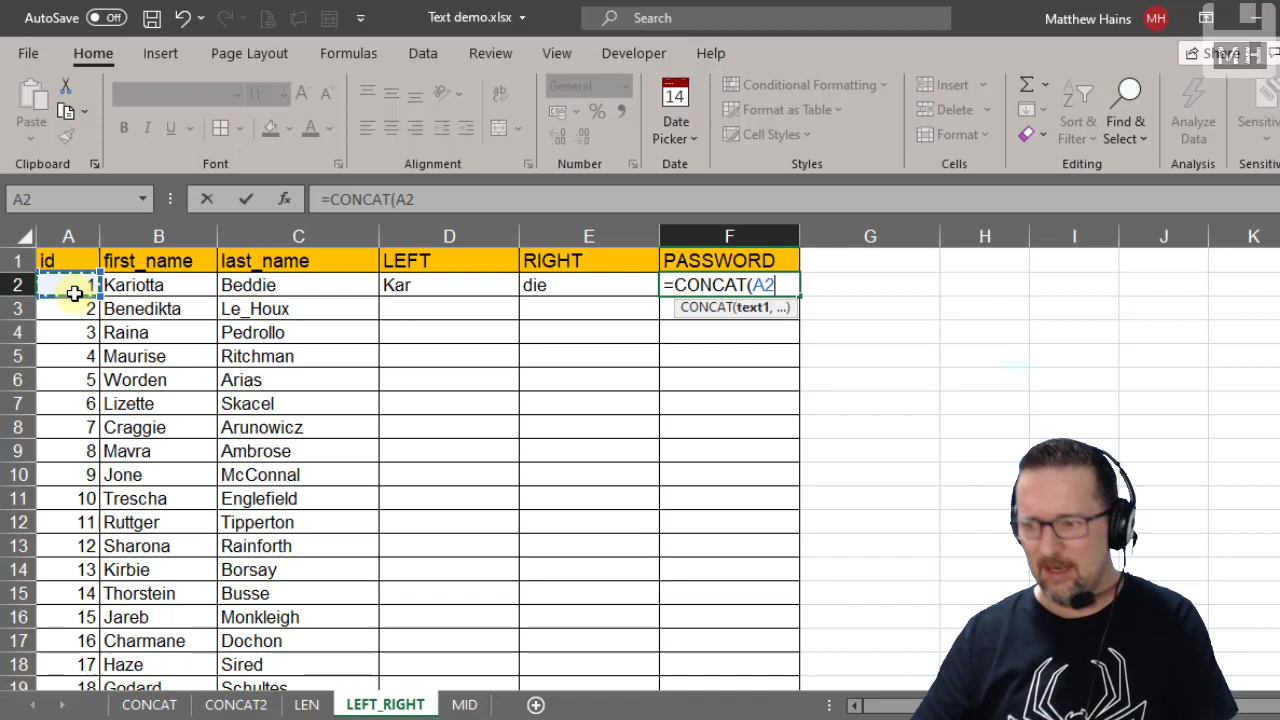 AutoSave Off Text demo.xlsx Search Matthew Hains MH
File Home Insert Page Layout Formulas Data Review View Developer Help Share
Paste 11 General Conditional Formatting Format as Table Cell Styles Insert Delete Format
B I U
14
Date Picker
Sort & Filter
Find & Select
Analyze Data
Clipboard Font Alignment Number Date Styles Cells Editing Analysis
A2 fx =CONCAT(A2
A B C D E F G H I J K
1 id first_name last_name LEFT RIGHT PASSWORD
2 1 Kariotta Beddie Kar die =CONCAT(A2
CONCAT(text1, ...)
3 2 Benedikta Le_Houx
4 3 Raina Pedrollo
5 4 Maurise Ritchman
6 5 Worden Arias
7 6 Lizette Skacel
8 7 Craggie Arunowicz
9 8 Mavra Ambrose
10 9 Jone McConnal
11 10 Trescha Englefield
12 11 Ruttger Tipperton
13 12 Sharona Rainforth
14 13 Kirbie Borsay
15 14 Thorstein Busse
16 15 Jareb Monkleigh
17 16 Charmane Dochon
18 17 Haze Sired
19 18 Godard Schultes
CONCAT CONCAT2 LEN LEFT_RIGHT MID